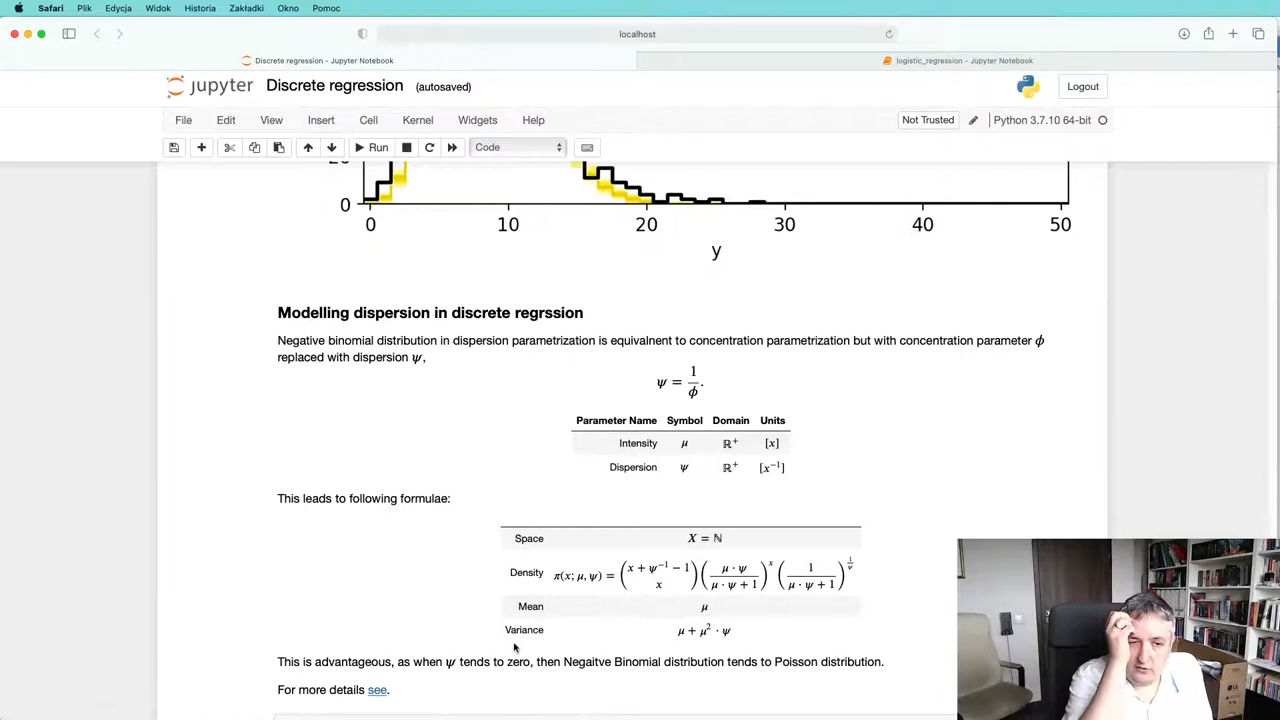 Safari Plik Edycja Widok Historia Zakładki Okno Pomoc
localhost
Discrete regression - Jupyter Notebook
logistic_regression - Jupyter Notebook
jupyter Discrete regression (autosaved)
Logout
File Edit View Insert Cell Kernel Widgets Help
Not Trusted
Python 3.7.10 64-bit
Run
Code
0
0 10 20 30 40 50
y
Modelling dispersion in discrete regrssion
Negative binomial distribution in dispersion parametrization is equivalnent to concentration parametrization but with concentration parameter ϕ
replaced with dispersion ψ,
ψ = 1/ϕ.
Parameter Name Symbol Domain Units
Intensity μ ℝ⁺ [x]
Dispersion ψ ℝ⁺ [x⁻¹]
This leads to following formulae:
Space X = ℕ
Density π(x; μ, ψ) = (x + ψ⁻¹ − 1 x) (μ · ψ / μ · ψ + 1)^x (1 / μ · ψ + 1)^(1/ψ)
Mean μ
Variance μ + μ² · ψ
This is advantageous, as when ψ tends to zero, then Negaitve Binomial distribution tends to Poisson distribution.
For more details see.